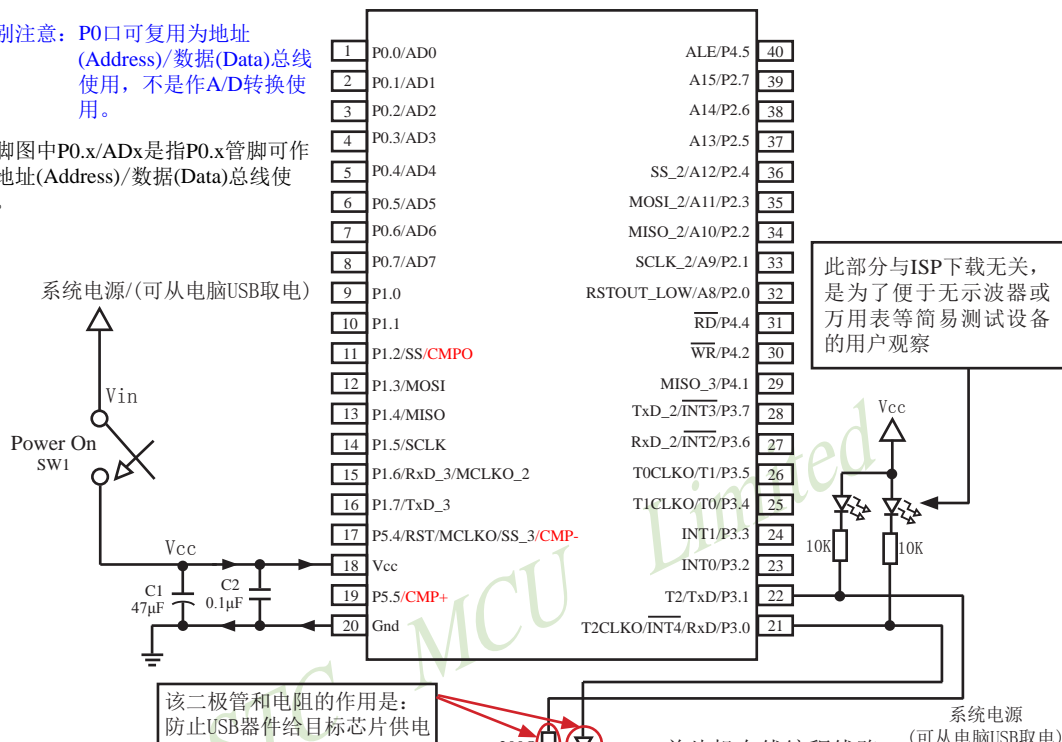 别注意：P0口可复用为地址
(Address)/数据(Data)总线
使用，不是作A/D转换使
用。
脚图中P0.x/ADx是指P0.x管脚可作
地址(Address)/数据(Data)总线使
系统电源/(可从电脑USB取电)
Vin
Power On
SW1
Vcc
C1
47μF
C2
0.1μF
1 P0.0/AD0
2 P0.1/AD1
3 P0.2/AD2
4 P0.3/AD3
5 P0.4/AD4
6 P0.5/AD5
7 P0.6/AD6
8 P0.7/AD7
9 P1.0
10 P1.1
11 P1.2/SS/CMPO
12 P1.3/MOSI
13 P1.4/MISO
14 P1.5/SCLK
15 P1.6/RxD_3/MCLKO_2
16 P1.7/TxD_3
17 P5.4/RST/MCLKO/SS_3/CMP-
18 Vcc
19 P5.5/CMP+
20 Gnd
ALE/P4.5 40
A15/P2.7 39
A14/P2.6 38
A13/P2.5 37
SS_2/A12/P2.4 36
MOSI_2/A11/P2.3 35
MISO_2/A10/P2.2 34
SCLK_2/A9/P2.1 33
RSTOUT_LOW/A8/P2.0 32
RD/P4.4 31
WR/P4.2 30
MISO_3/P4.1 29
TxD_2/INT3/P3.7 28
RxD_2/INT2/P3.6 27
T0CLKO/T1/P3.5 26
T1CLKO/T0/P3.4 25
INT1/P3.3 24
INT0/P3.2 23
T2/TxD/P3.1 22
T2CLKO/INT4/RxD/P3.0 21
此部分与ISP下载无关，
是为了便于无示波器或
万用表等简易测试设备
的用户观察
Vcc
10K
10K
STC MCU Limited
该二极管和电阻的作用是：
防止USB器件给目标芯片供电
系统电源
(可从电脑USB取电)